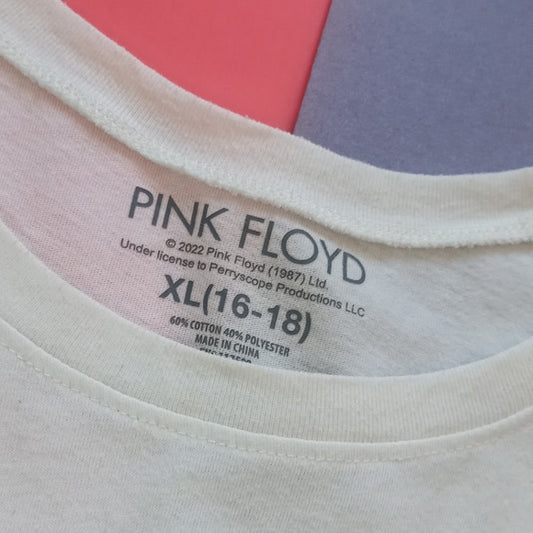 PINK FLOYD
© 2022 Pink Floyd (1987) Ltd.
Under license to Perryscope Productions LLC
XL(16-18)
60% COTTON 40% POLYESTER
MADE IN CHINA